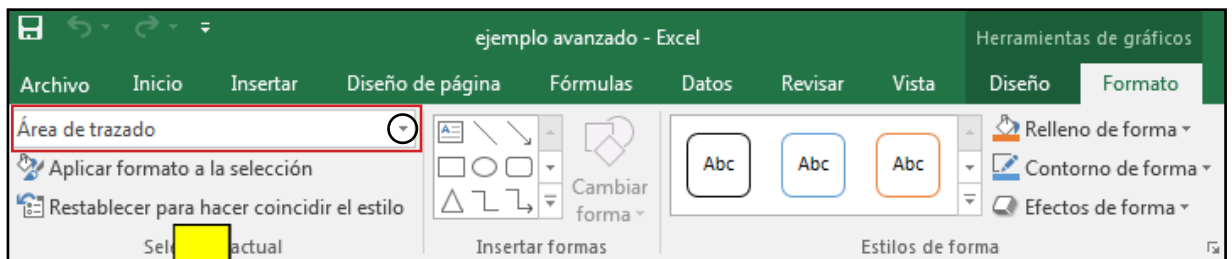 ejemplo avanzado - Excel
Herramientas de gráficos
Archivo Inicio Insertar Diseño de página Fórmulas Datos Revisar Vista Diseño Formato
Área de trazado
Aplicar formato a la selección
Restablecer para hacer coincidir el estilo
actual
Cambiar
forma
Insertar formas
Abc Abc Abc
Estilos de forma
Relleno de forma
Contorno de forma
Efectos de forma